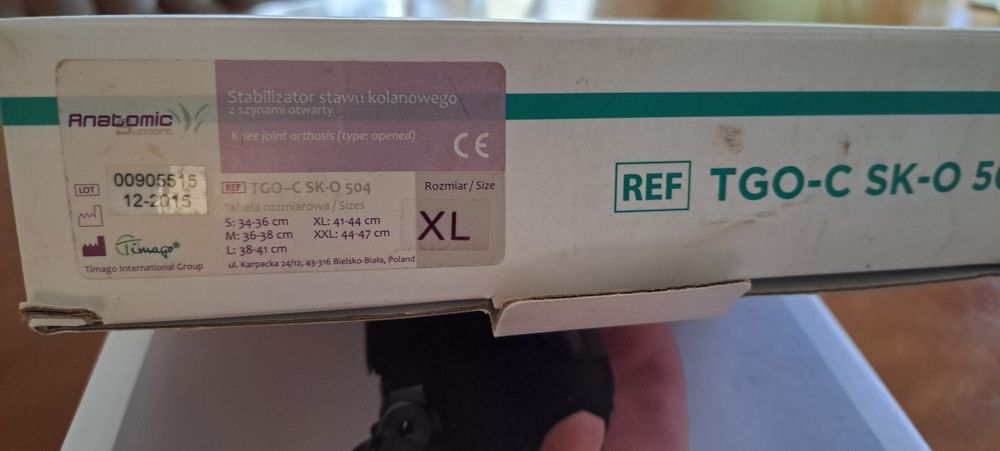 Anatomic
support
Stabilizator stawu kolanowego
z szynami otwarty
Knee joint orthosis (type: opened)
CE
LOT 00905515
12-2015
REF TGO-C SK-O 504
Tabela rozmiarowa / Sizes
S: 34-36 cm XL: 41-44 cm
M: 36-38 cm XXL: 44-47 cm
L: 38-41 cm
Rozmiar / Size
XL
Timago®
Timago International Group
ul. Karpacka 24/12, 43-316 Bielsko-Biała, Poland
REF TGO-C SK-O 50